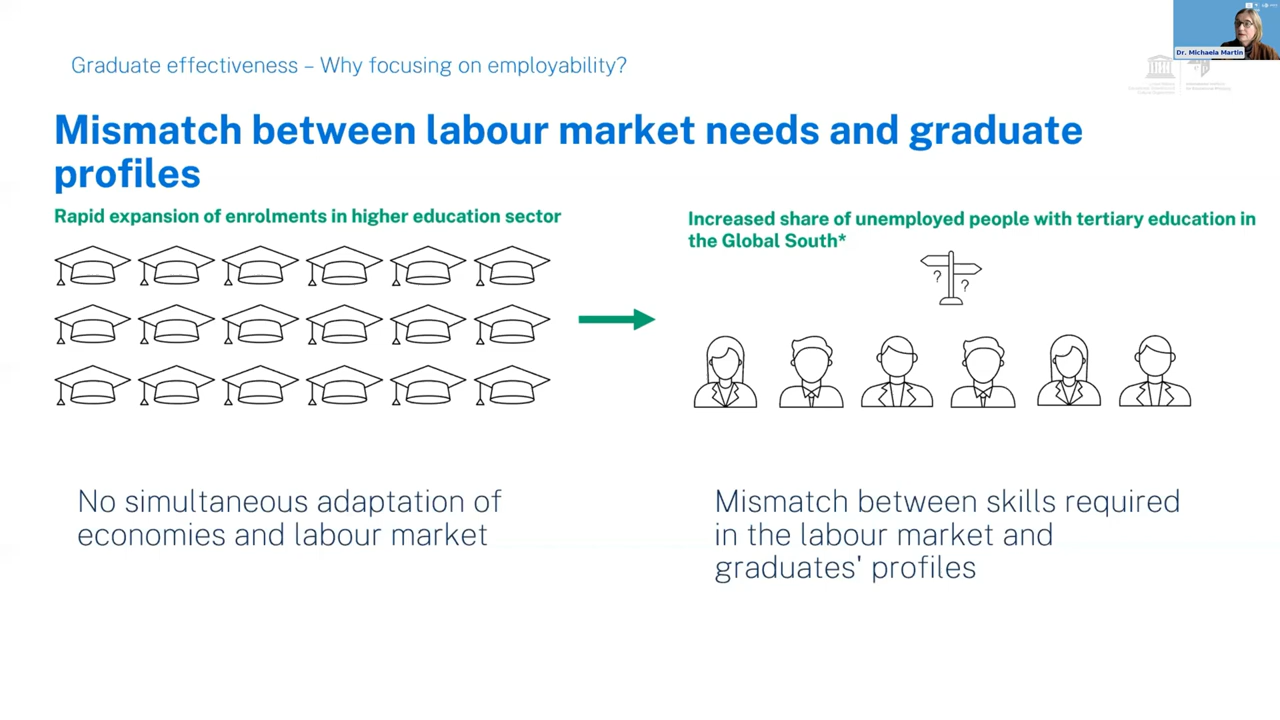 Dr. Michaela Martin
Graduate effectiveness – Why focusing on employability?
Mismatch between labour market needs and graduate
profiles
Rapid expansion of enrolments in higher education sector
Increased share of unemployed people with tertiary education in
the Global South*
?
?
No simultaneous adaptation of
economies and labour market
Mismatch between skills required
in the labour market and
graduates' profiles